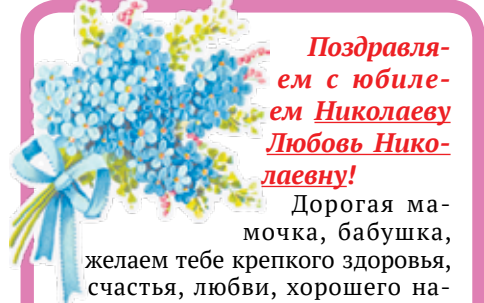 Поздравля-
ем с юбиле-
ем Николаеву
Любовь Нико-
лаевну!
Дорогая ма-
мочка, бабушка,
желаем тебе крепкого здоровья,
счастья, любви, хорошего на-